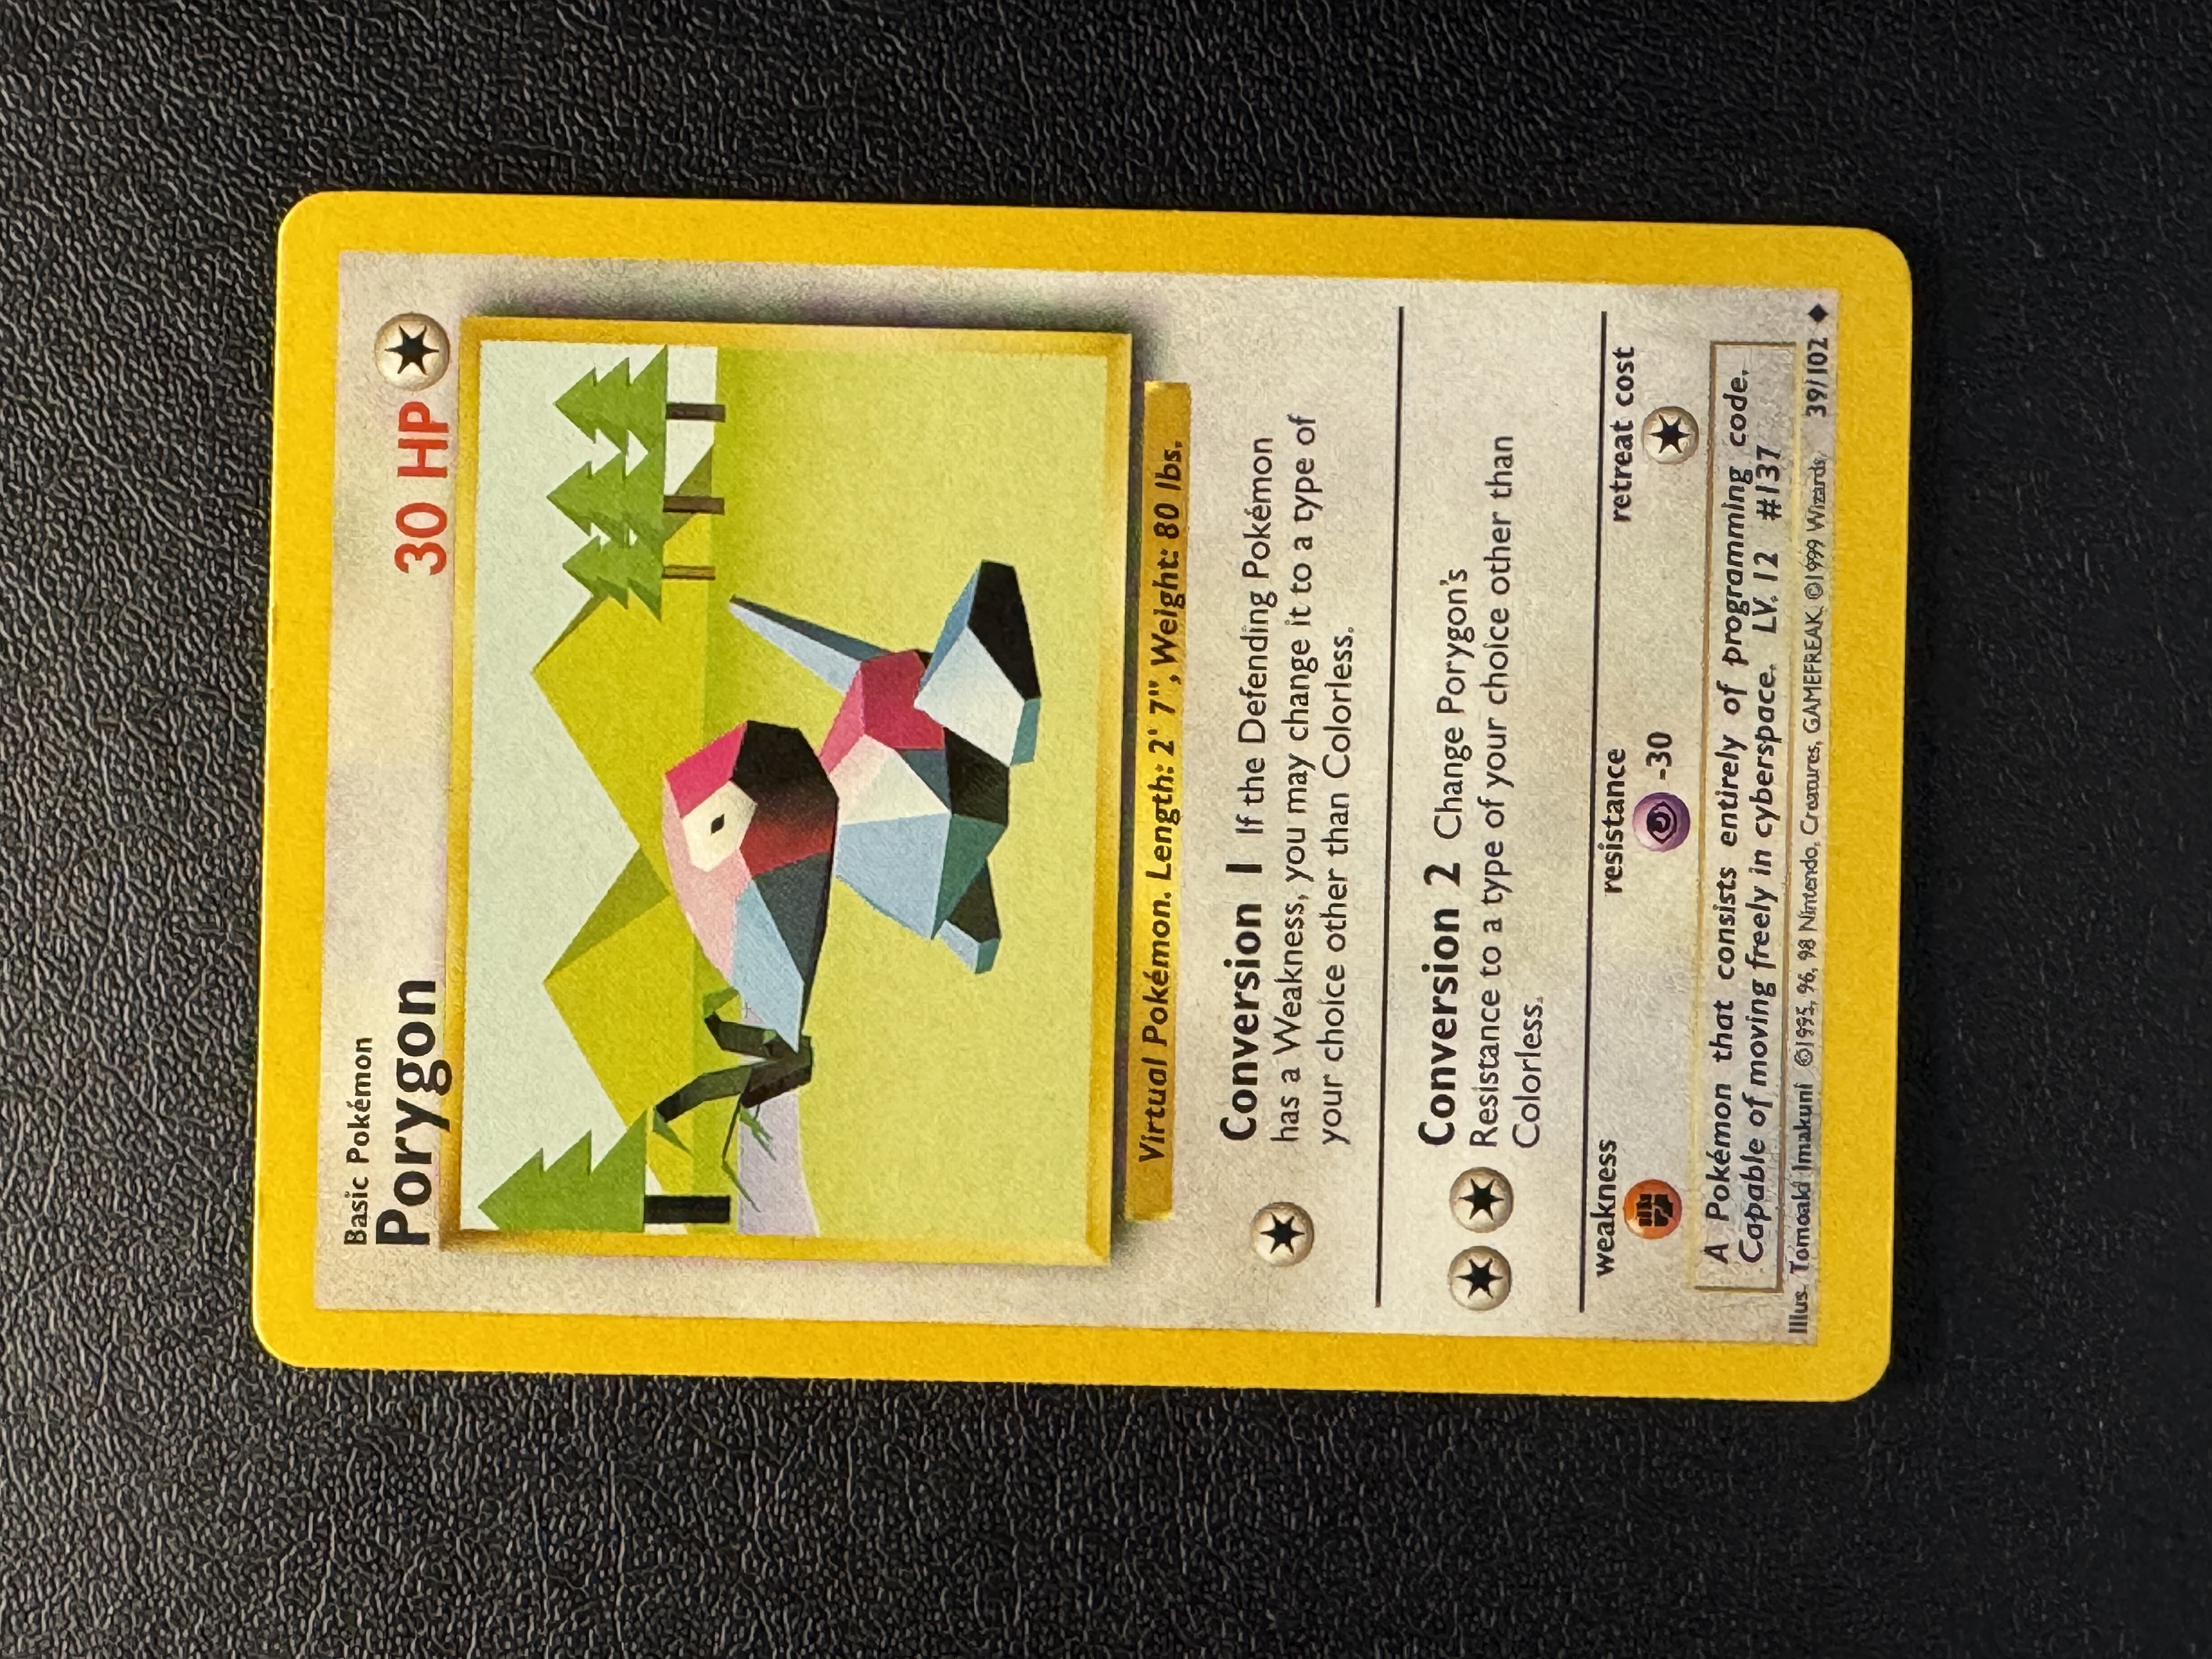 Basic Pokémon
Porygon
30 HP
Virtual Pokémon. Length: 2' 7", Weight: 80 lbs.
Conversion 1 If the Defending Pokémon
has a Weakness, you may change it to a type of
your choice other than Colorless.
Conversion 2 Change Porygon's
Resistance to a type of your choice other than
Colorless.
weakness
resistance
retreat cost
-30
A Pokémon that consists entirely of programming code.
Capable of moving freely in cyberspace. LV. 12 #137
Illus. Tomoaki Imakuni ©1995, 96, 98 Nintendo, Creatures, GAMEFREAK. ©1999 Wizards. 39/102